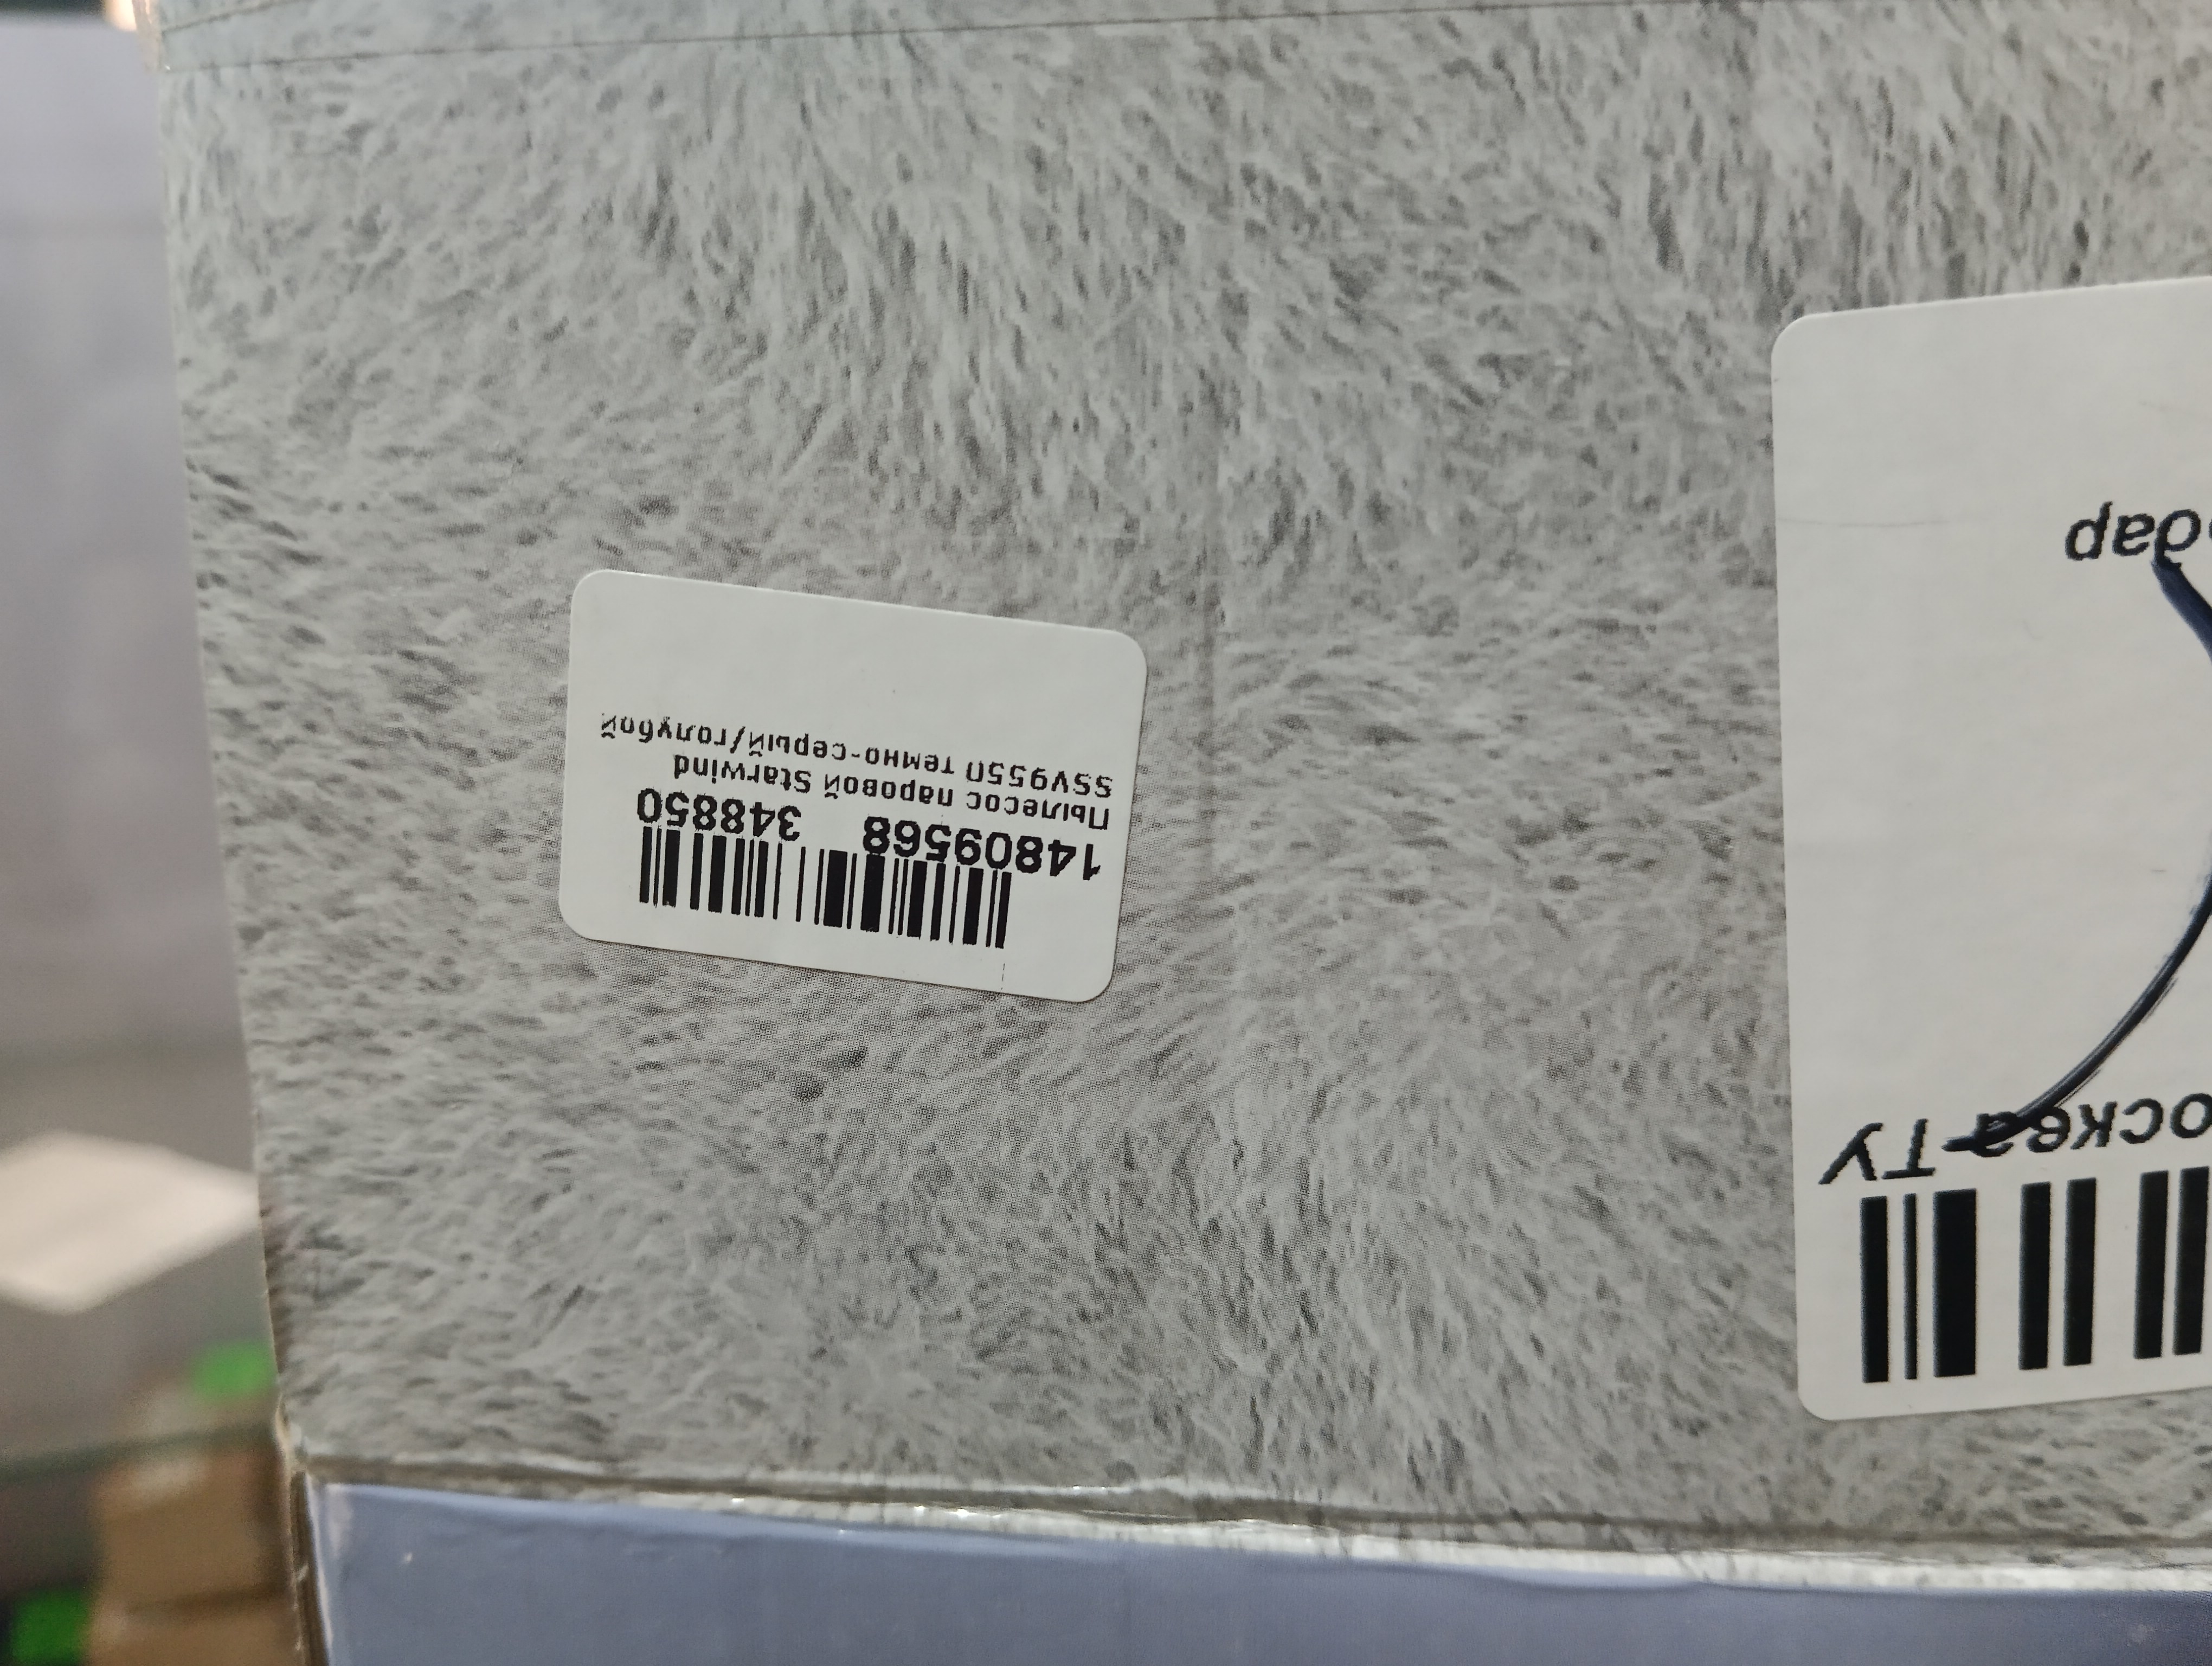 14809568 348850
Пылесос паровой Starwind
SSV9550 темно-серый/голубой